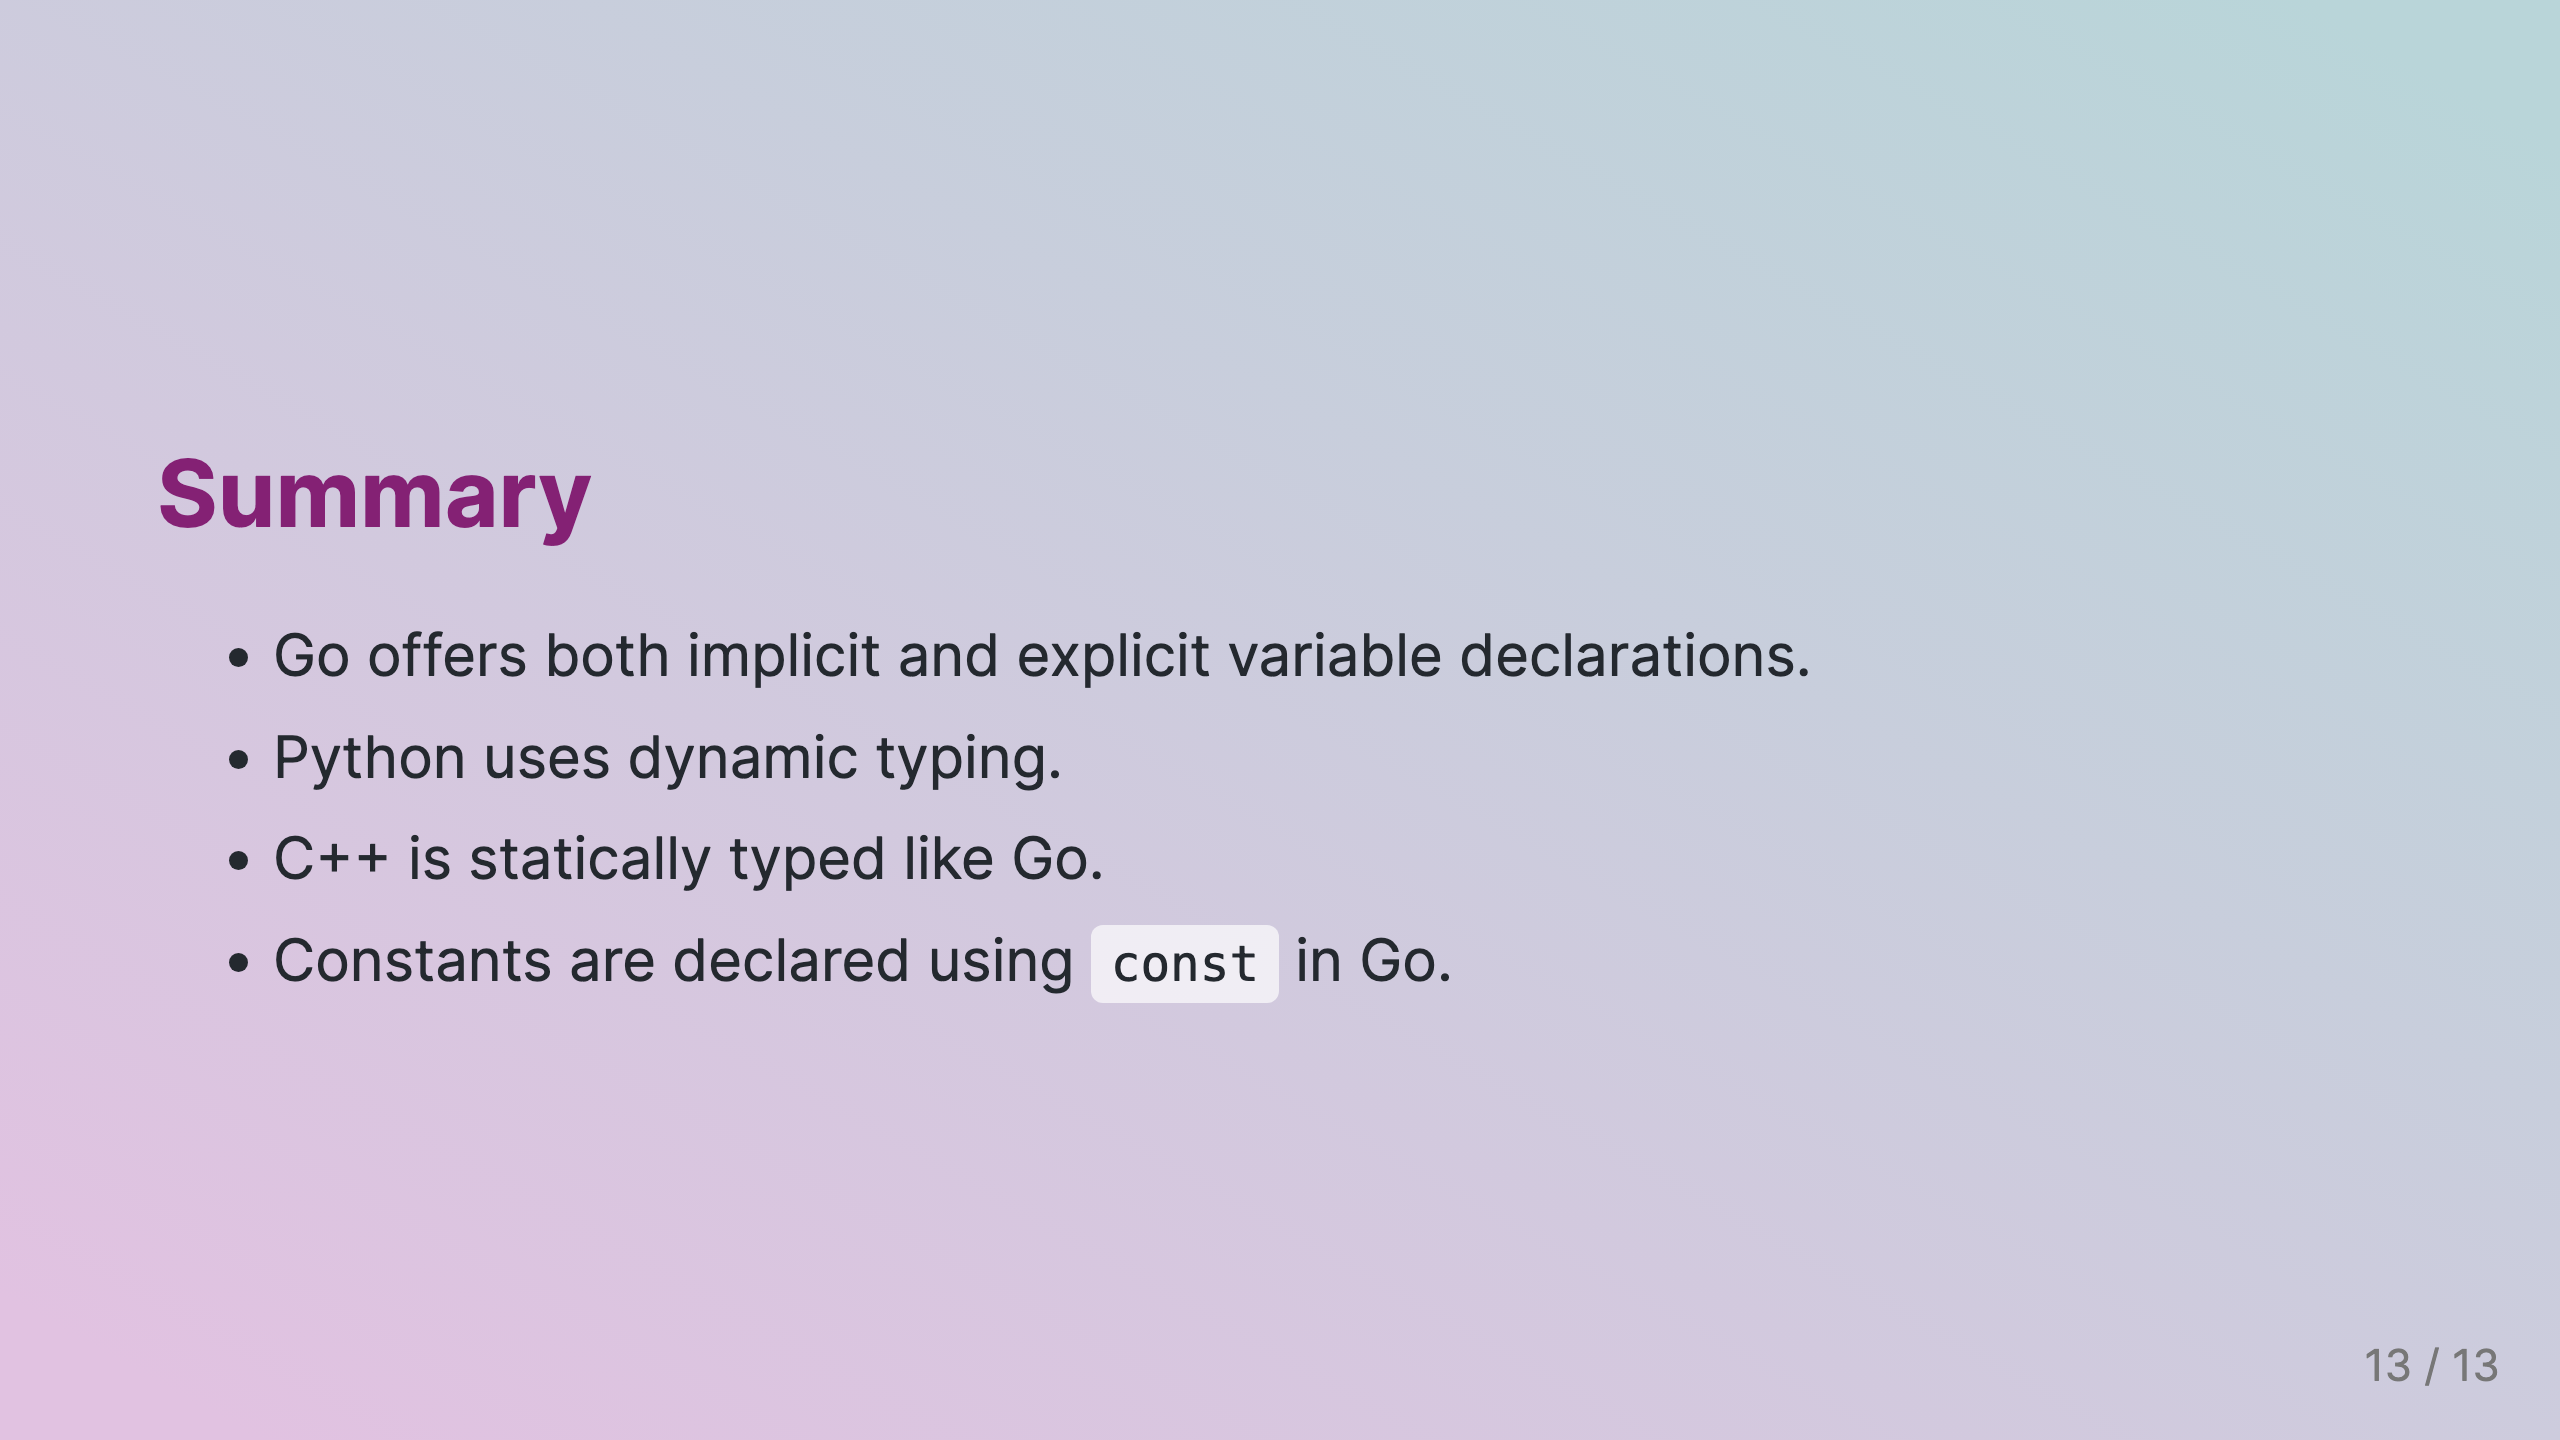 Summary
• Go offers both implicit and explicit variable declarations.
• Python uses dynamic typing.
• C++ is statically typed like Go.
• Constants are declared using const in Go.
13 / 13